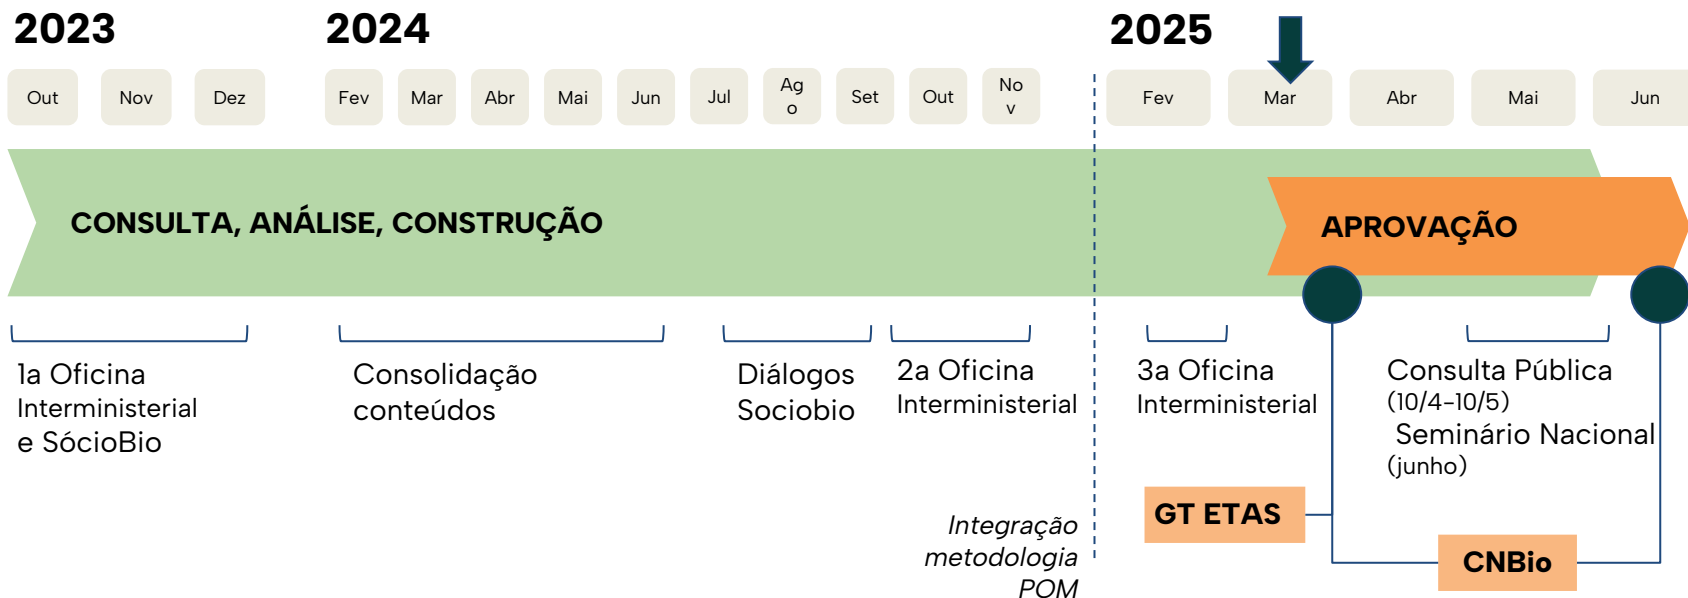 2023
2024
2025
Out
Nov
Dez
Fev
Mar
Abr
Mai
Jun
Jul
Ag
o
Set
Out
No
v
Fev
Mar
Abr
Mai
Jun
CONSULTA, ANÁLISE, CONSTRUÇÃO
APROVAÇÃO
1a Oficina
Interministerial
e SócioBio
Consolidação
conteúdos
Diálogos
Sociobio
2a Oficina
Interministerial
3a Oficina
Interministerial
Consulta Pública
(10/4-10/5)
Seminário Nacional
(junho)
GT ETAS
Integração
metodologia
POM
CNBio